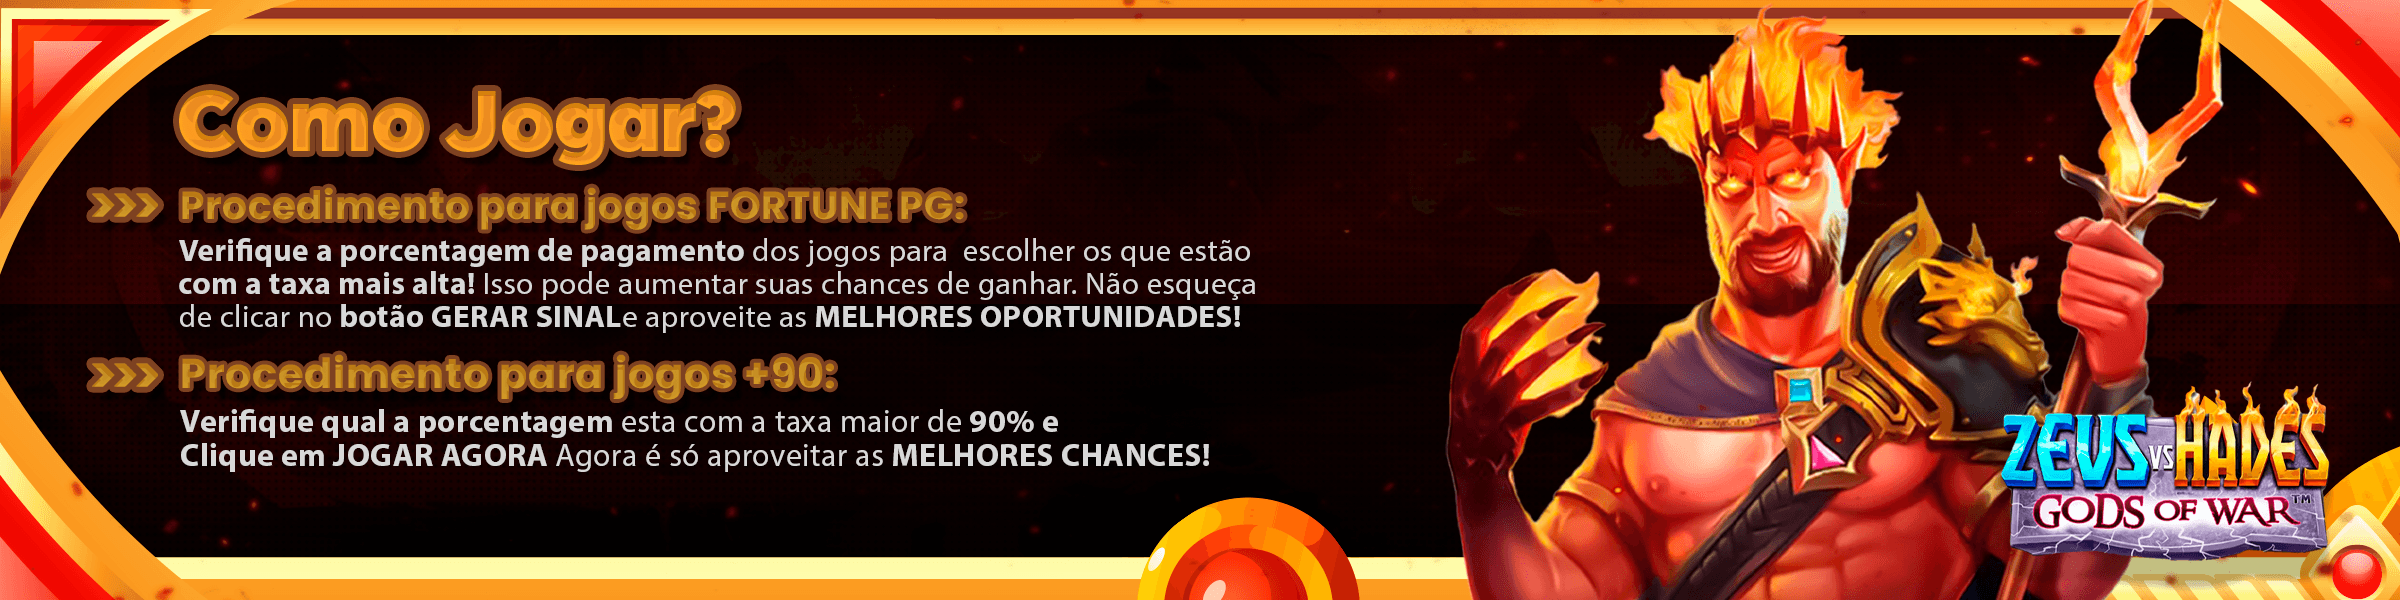 Como Jogar?
>>> Procedimento para jogos FORTUNE PG:
Verifique a porcentagem de pagamento dos jogos para escolher os que estão
com a taxa mais alta! Isso pode aumentar suas chances de ganhar. Não esqueça
de clicar no botão GERAR SINALe aproveite as MELHORES OPORTUNIDADES!
>>> Procedimento para jogos +90:
Verifique qual a porcentagem esta com a taxa maior de 90% e
Clique em JOGAR AGORA Agora é só aproveitar as MELHORES CHANCES!
ZEUS VS HADES
GODS OF WAR™